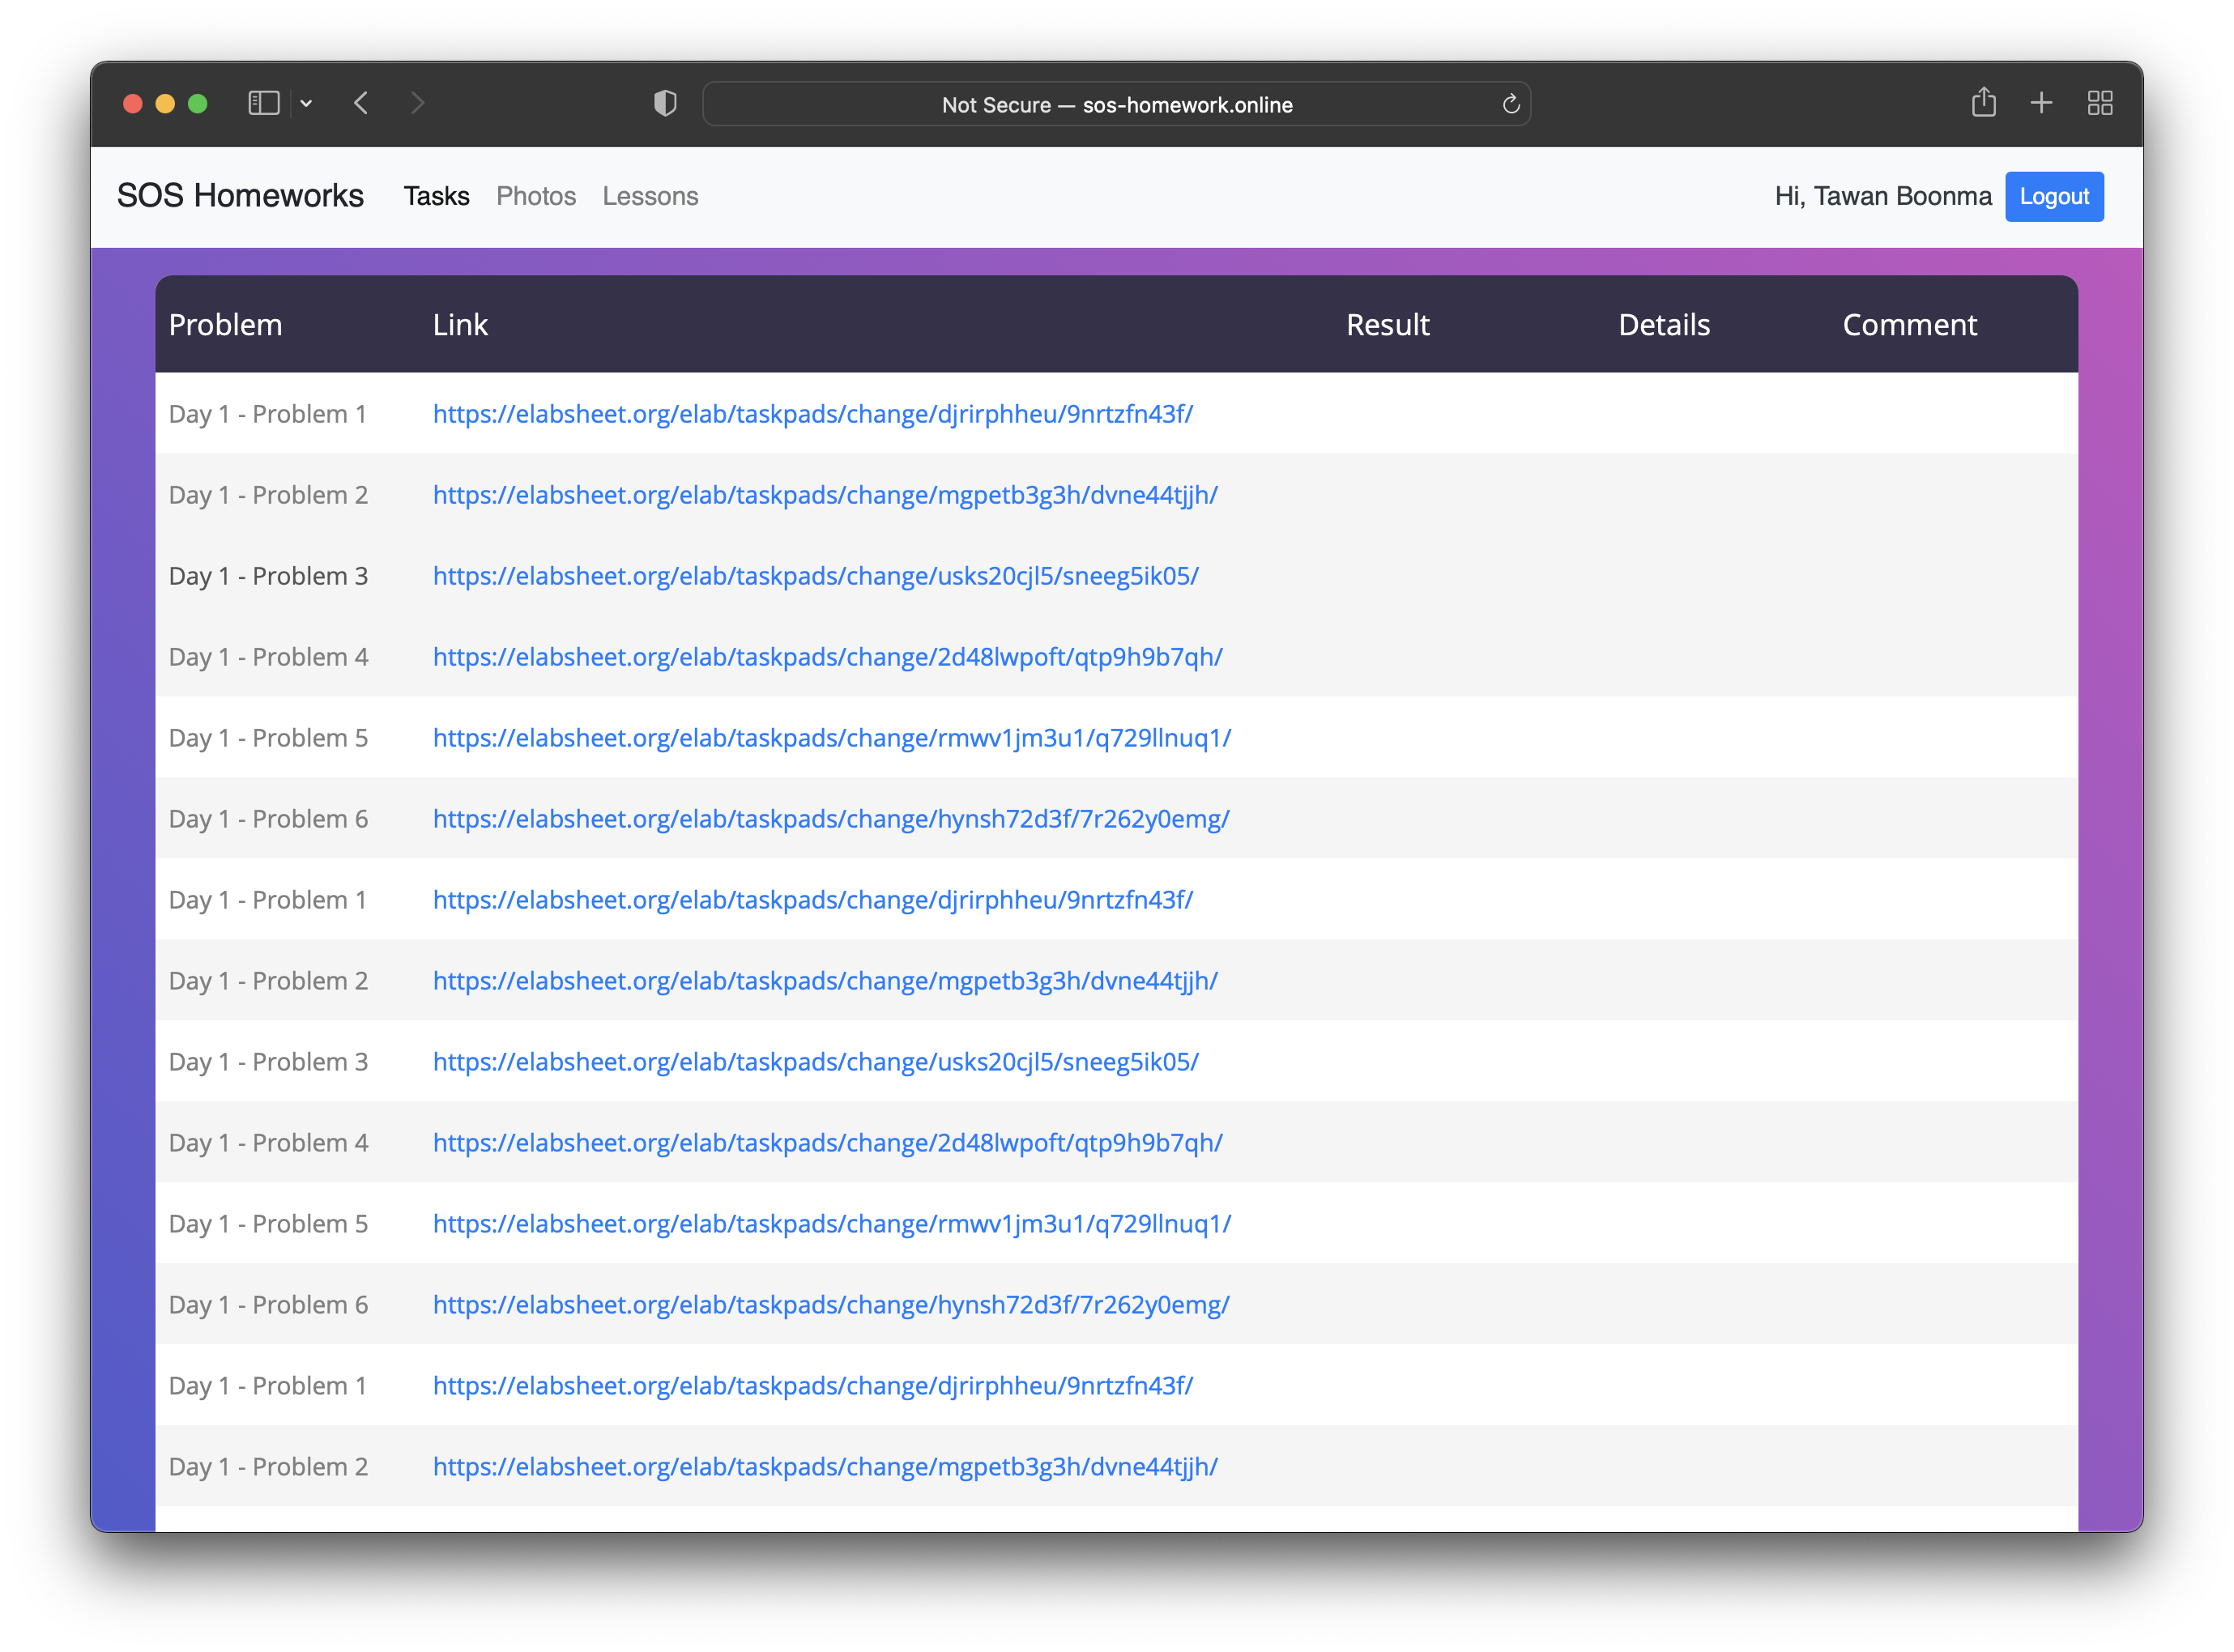 Not Secure — sos-homework.online
SOS Homeworks Tasks Photos Lessons Hi, Tawan Boonma Logout
Problem Link Result Details Comment
Day 1 - Problem 1 https://elabsheet.org/elab/taskpads/change/djrirphheu/9nrtzfn43f/
Day 1 - Problem 2 https://elabsheet.org/elab/taskpads/change/mgpetb3g3h/dvne44tjjh/
Day 1 - Problem 3 https://elabsheet.org/elab/taskpads/change/usks20cjl5/sneeg5ik05/
Day 1 - Problem 4 https://elabsheet.org/elab/taskpads/change/2d48lwpoft/qtp9h9b7qh/
Day 1 - Problem 5 https://elabsheet.org/elab/taskpads/change/rmwv1jm3u1/q729llnuq1/
Day 1 - Problem 6 https://elabsheet.org/elab/taskpads/change/hynsh72d3f/7r262y0emg/
Day 1 - Problem 1 https://elabsheet.org/elab/taskpads/change/djrirphheu/9nrtzfn43f/
Day 1 - Problem 2 https://elabsheet.org/elab/taskpads/change/mgpetb3g3h/dvne44tjjh/
Day 1 - Problem 3 https://elabsheet.org/elab/taskpads/change/usks20cjl5/sneeg5ik05/
Day 1 - Problem 4 https://elabsheet.org/elab/taskpads/change/2d48lwpoft/qtp9h9b7qh/
Day 1 - Problem 5 https://elabsheet.org/elab/taskpads/change/rmwv1jm3u1/q729llnuq1/
Day 1 - Problem 6 https://elabsheet.org/elab/taskpads/change/hynsh72d3f/7r262y0emg/
Day 1 - Problem 1 https://elabsheet.org/elab/taskpads/change/djrirphheu/9nrtzfn43f/
Day 1 - Problem 2 https://elabsheet.org/elab/taskpads/change/mgpetb3g3h/dvne44tjjh/